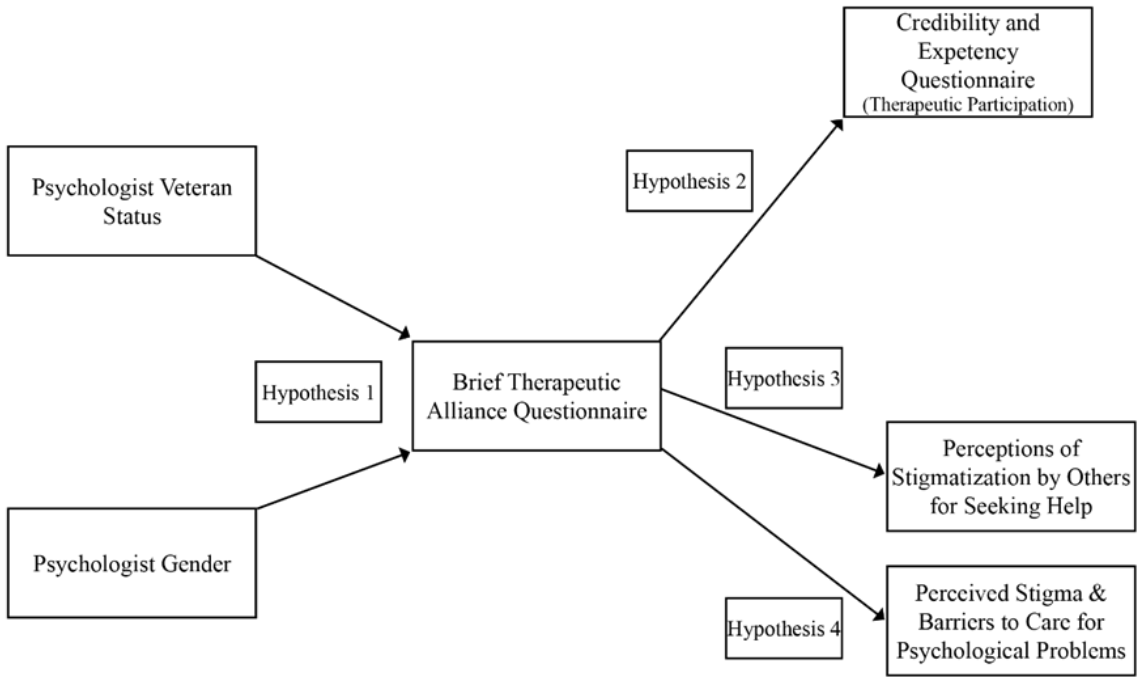 Credibility and
Expetency
Questionnaire
(Therapeutic Participation)
Psychologist Veteran
Status
Hypothesis 2
Hypothesis 1
Brief Therapeutic
Alliance Questionnaire
Hypothesis 3
Perceptions of
Stigmatization by Others
for Seeking Help
Psychologist Gender
Hypothesis 4
Perceived Stigma &
Barriers to Care for
Psychological Problems